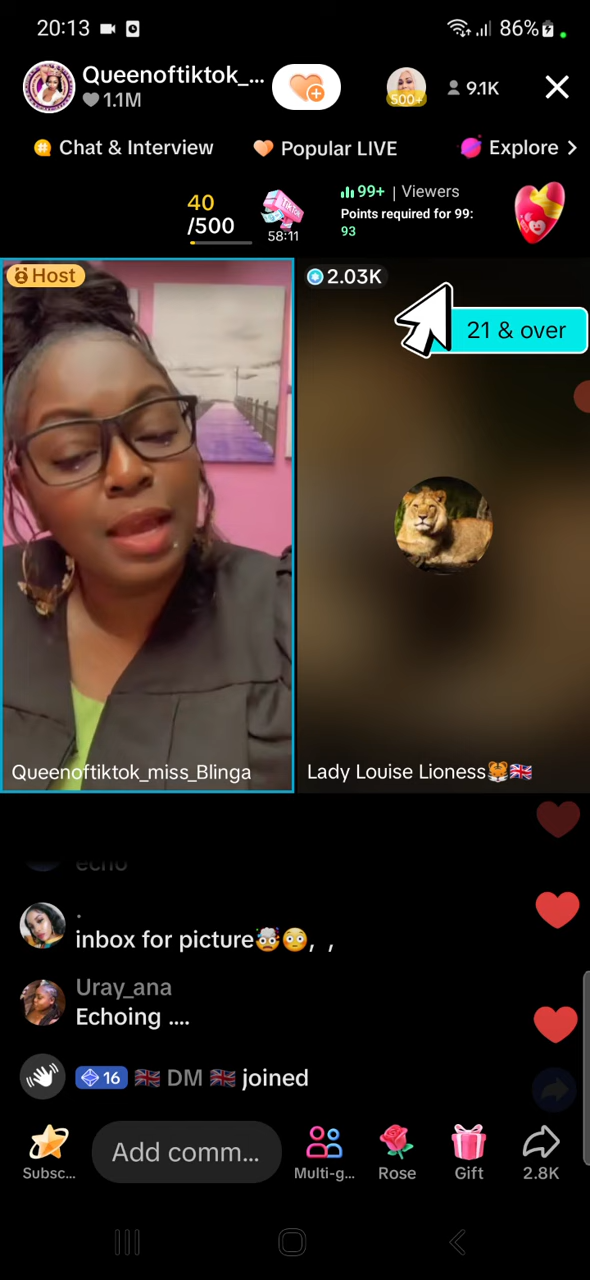 20:13
86%
Queenoftiktok_...
1.1M
500+
9.1K
Chat & Interview
Popular LIVE
Explore
40
/500
TIKTOK
58:11
99+ | Viewers
Points required for 99:
93
Host
2.03K
21 & over
Queenoftiktok_miss_Blinga
Lady Louise Lioness🐯🇬🇧
echo
.
inbox for picture🤯😳, ,
Uray_ana
Echoing ....
16 🇬🇧 DM 🇬🇧 joined
Subsc...
Add comm...
Multi-g...
Rose
Gift
2.8K